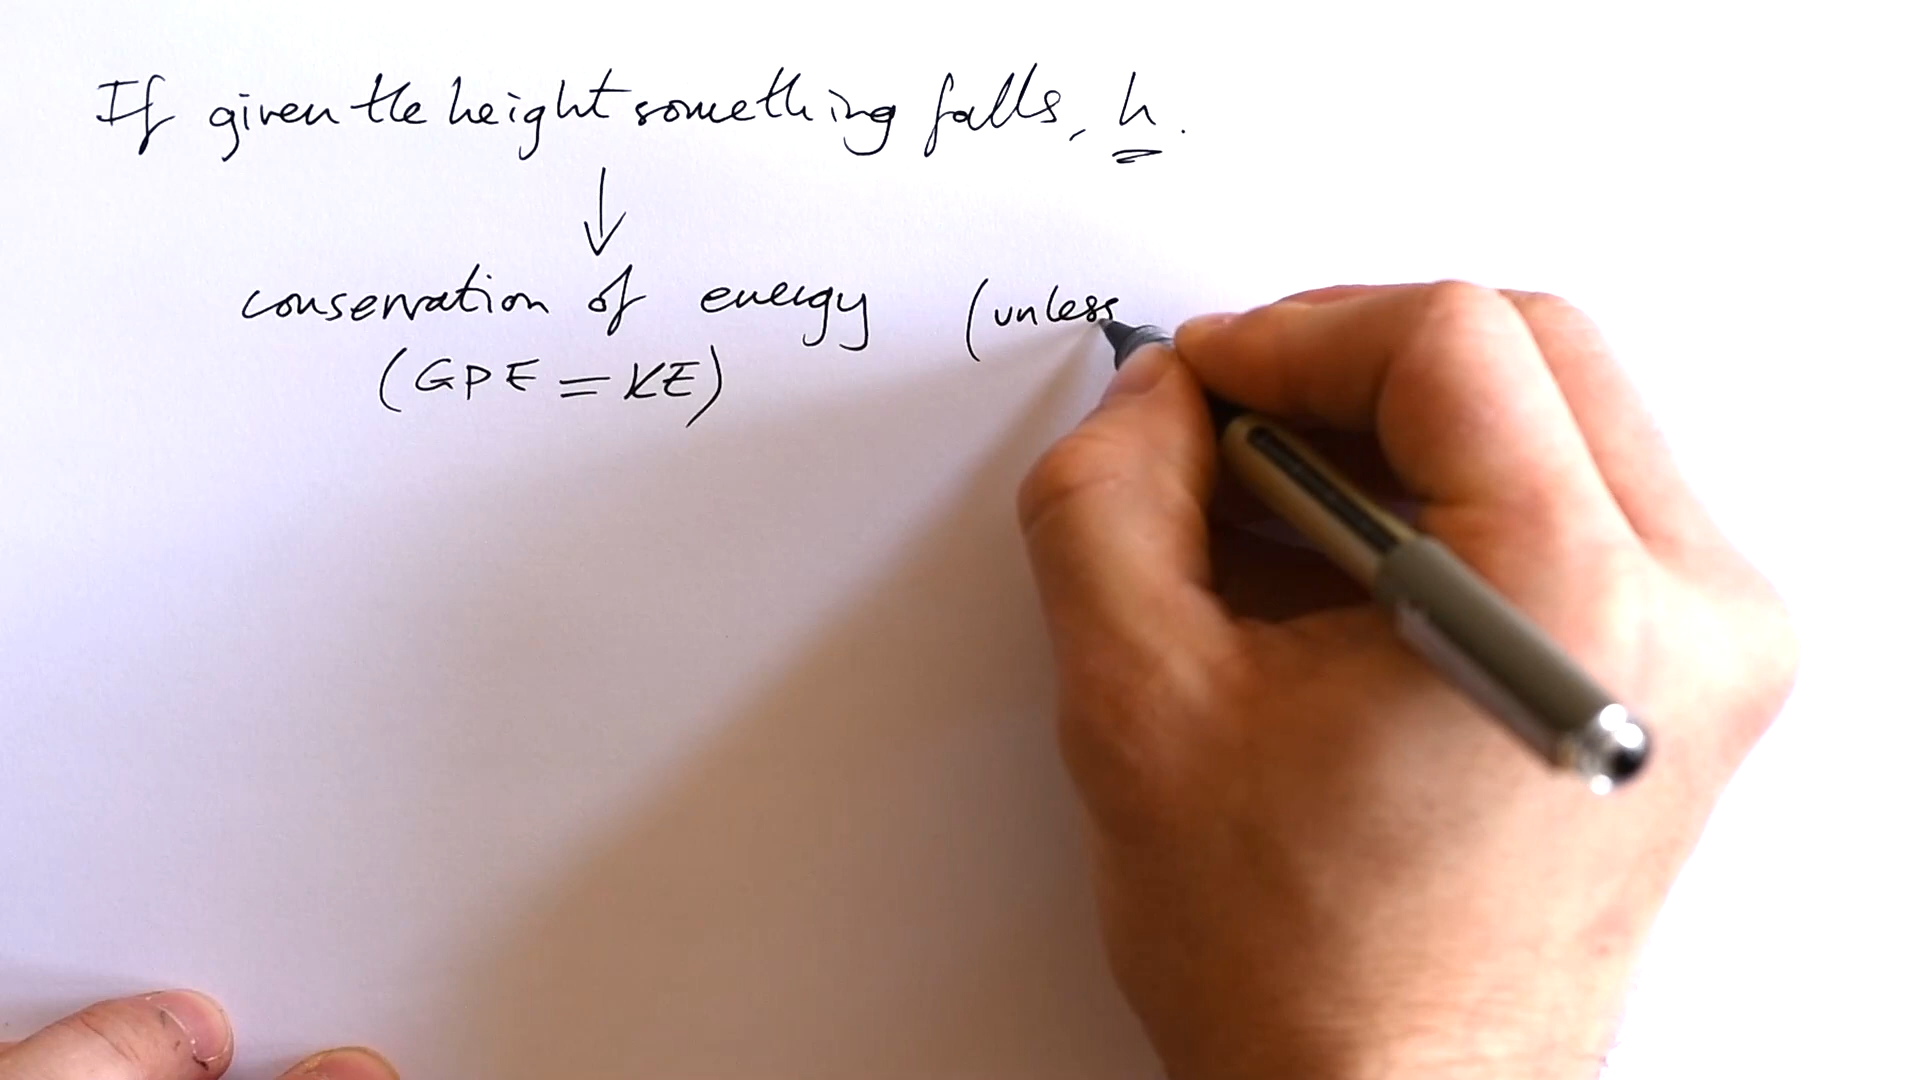 If given the height something falls, h.
↓
conservation of energy (unless
(GPE = KE)